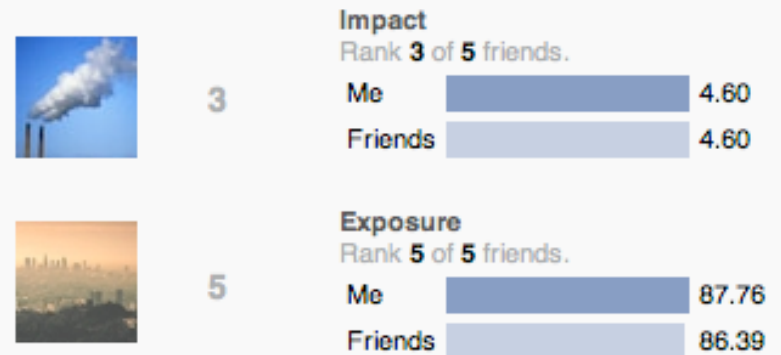 Impact
Rank 3 of 5 friends.
3
Me 4.60
Friends 4.60
Exposure
Rank 5 of 5 friends.
5
Me 87.76
Friends 86.39